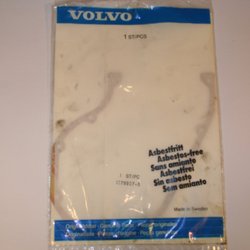 VOLVO
1 ST/PCS
Asbestfritt
Asbestos-free
Sans amiante
Asbestfrei
Sin asbesto
Sem amianto
1 ST/PC
Made in Sweden